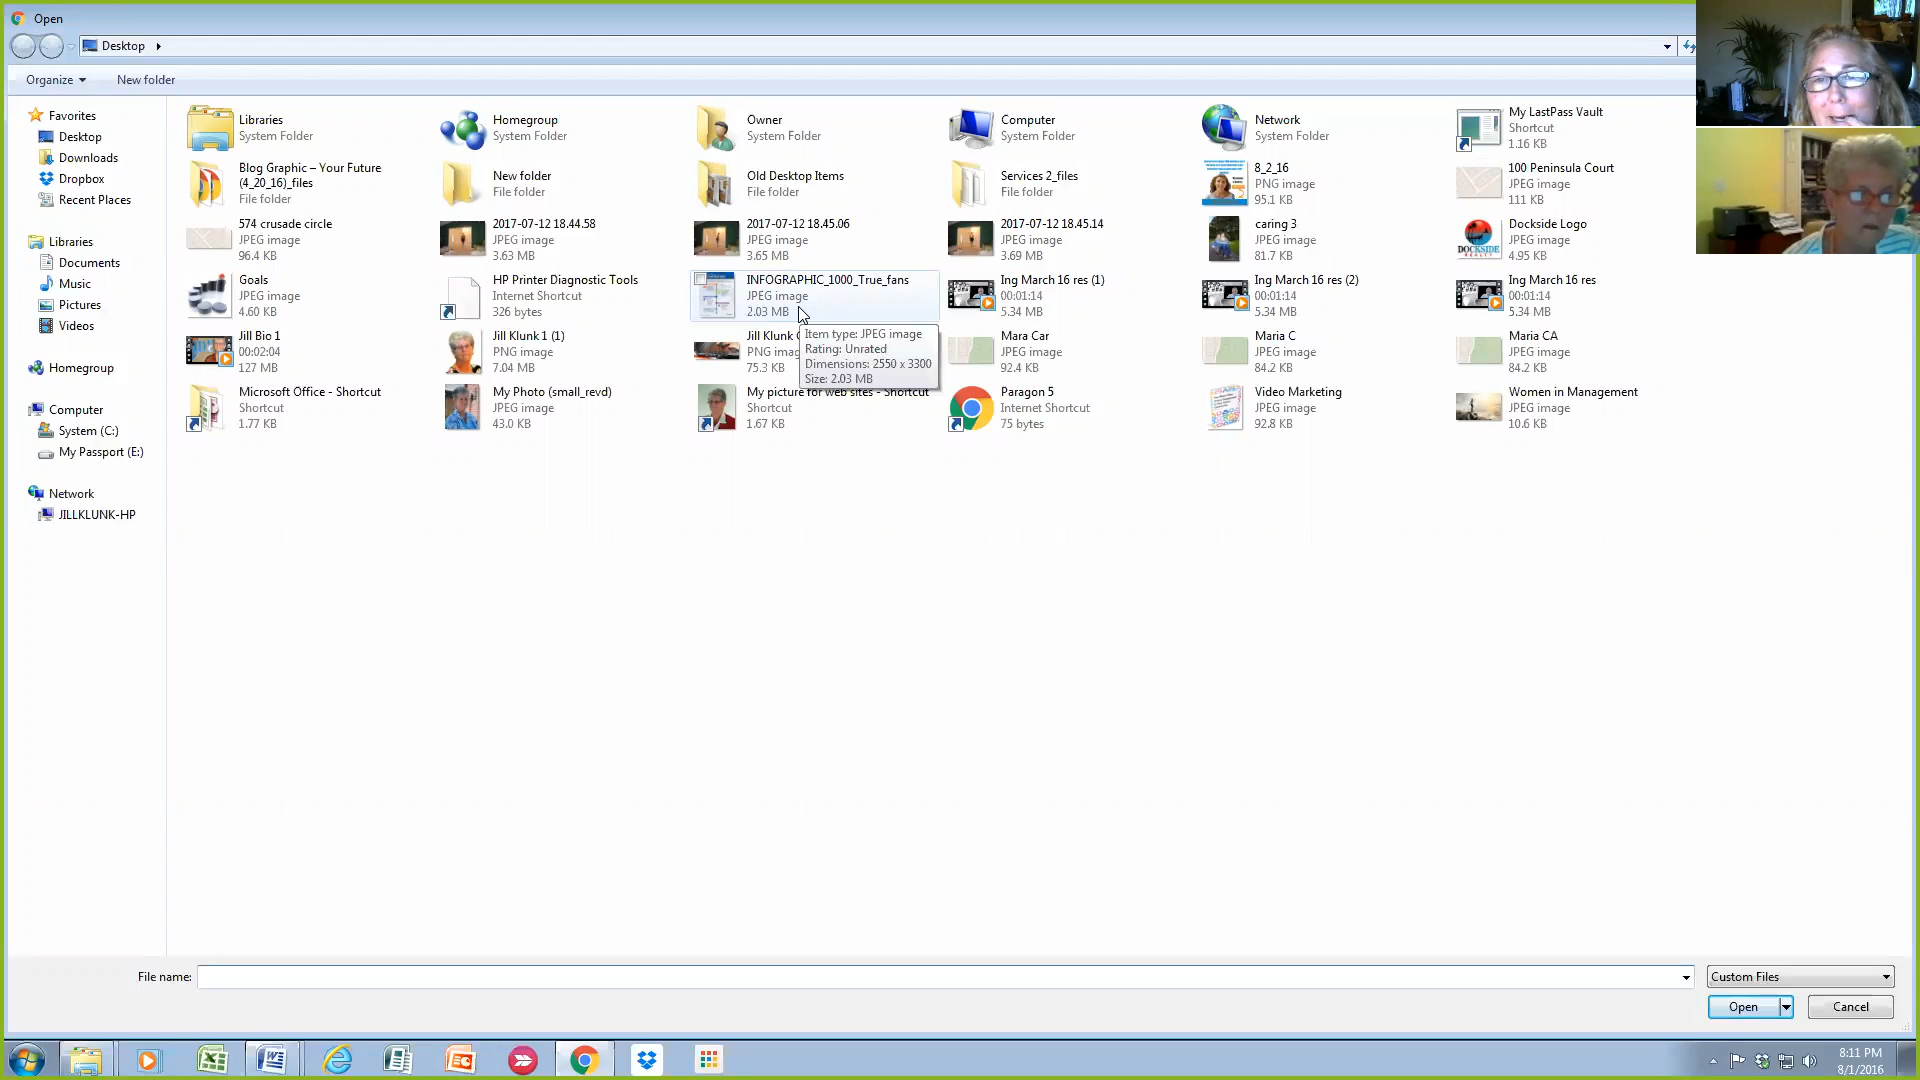 Open
Desktop
Organize
New folder
Favorites
Desktop
Downloads
Dropbox
Recent Places
Libraries
Documents
Music
Pictures
Videos
Homegroup
Computer
System (C:)
My Passport (E:)
Network
JILLKLUNK-HP
Libraries
System Folder
Homegroup
System Folder
Owner
System Folder
Computer
System Folder
Network
System Folder
My LastPass Vault
Shortcut
1.16 KB
Blog Graphic – Your Future
(4_20_16)_files
File folder
New folder
File folder
Old Desktop Items
File folder
Services 2_files
File folder
8_2_16
PNG image
95.1 KB
100 Peninsula Court
JPEG image
111 KB
574 crusade circle
JPEG image
96.4 KB
2017-07-12 18.44.58
JPEG image
3.63 MB
2017-07-12 18.45.06
JPEG image
3.65 MB
2017-07-12 18.45.14
JPEG image
3.69 MB
caring 3
JPEG image
81.7 KB
DOCKSIDE
Dockside Logo
JPEG image
4.95 KB
Goals
JPEG image
4.60 KB
HP Printer Diagnostic Tools
Internet Shortcut
326 bytes
INFOGRAPHIC_1000_True_fans
JPEG image
2.03 MB
Ing March 16 res (1)
00:01:14
5.34 MB
Ing March 16 res (2)
00:01:14
5.34 MB
Ing March 16 res
00:01:14
5.34 MB
Jill Bio 1
00:02:04
127 MB
Jill Klunk 1 (1)
PNG image
7.04 MB
Jill Klunk
PNG
75.3 KB
Item type: JPEG image
Rating: Unrated
Dimensions: 2550 x 3300
Size: 2.03 MB
Mara Car
JPEG image
92.4 KB
Maria C
JPEG image
84.2 KB
Maria CA
JPEG image
84.2 KB
Microsoft Office - Shortcut
Shortcut
1.77 KB
My Photo (small_revd)
JPEG image
43.0 KB
My picture for web sites - Shortcut
Shortcut
1.67 KB
Paragon 5
Internet Shortcut
75 bytes
Video Marketing
JPEG image
92.8 KB
Women in Management
JPEG image
10.6 KB
File name:
Custom Files
Open
Cancel
8:11 PM
8/1/2016